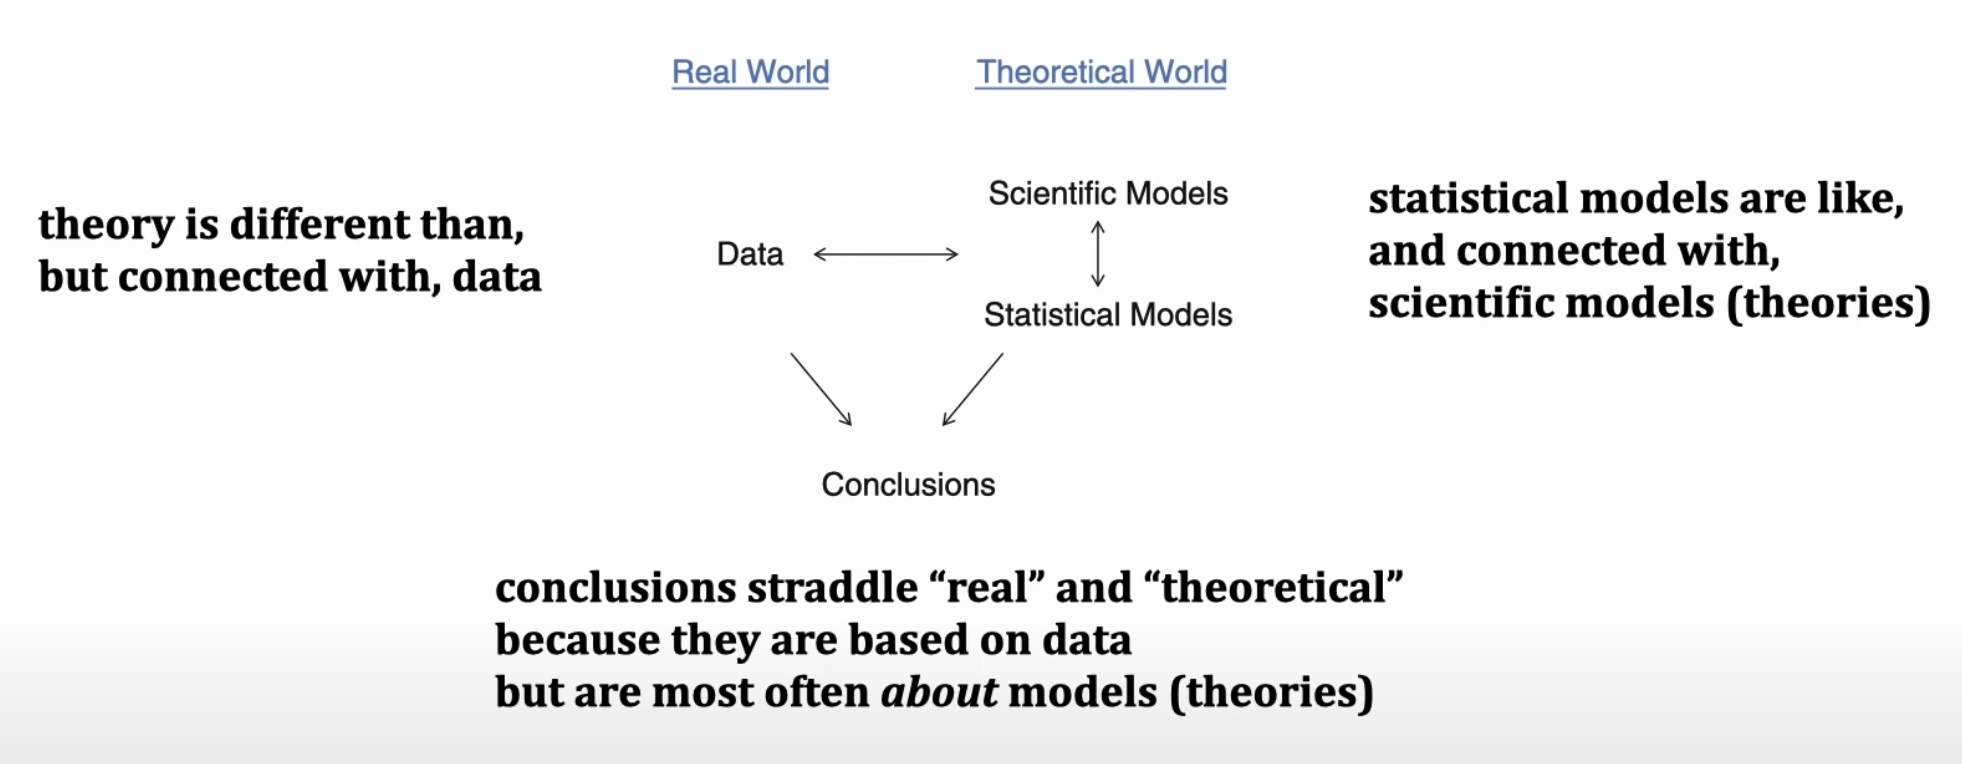 Real World
Theoretical World
theory is different than,
but connected with, data
Data
Scientific Models
Statistical Models
statistical models are like,
and connected with,
scientific models (theories)
Conclusions
conclusions straddle “real” and “theoretical”
because they are based on data
but are most often about models (theories)